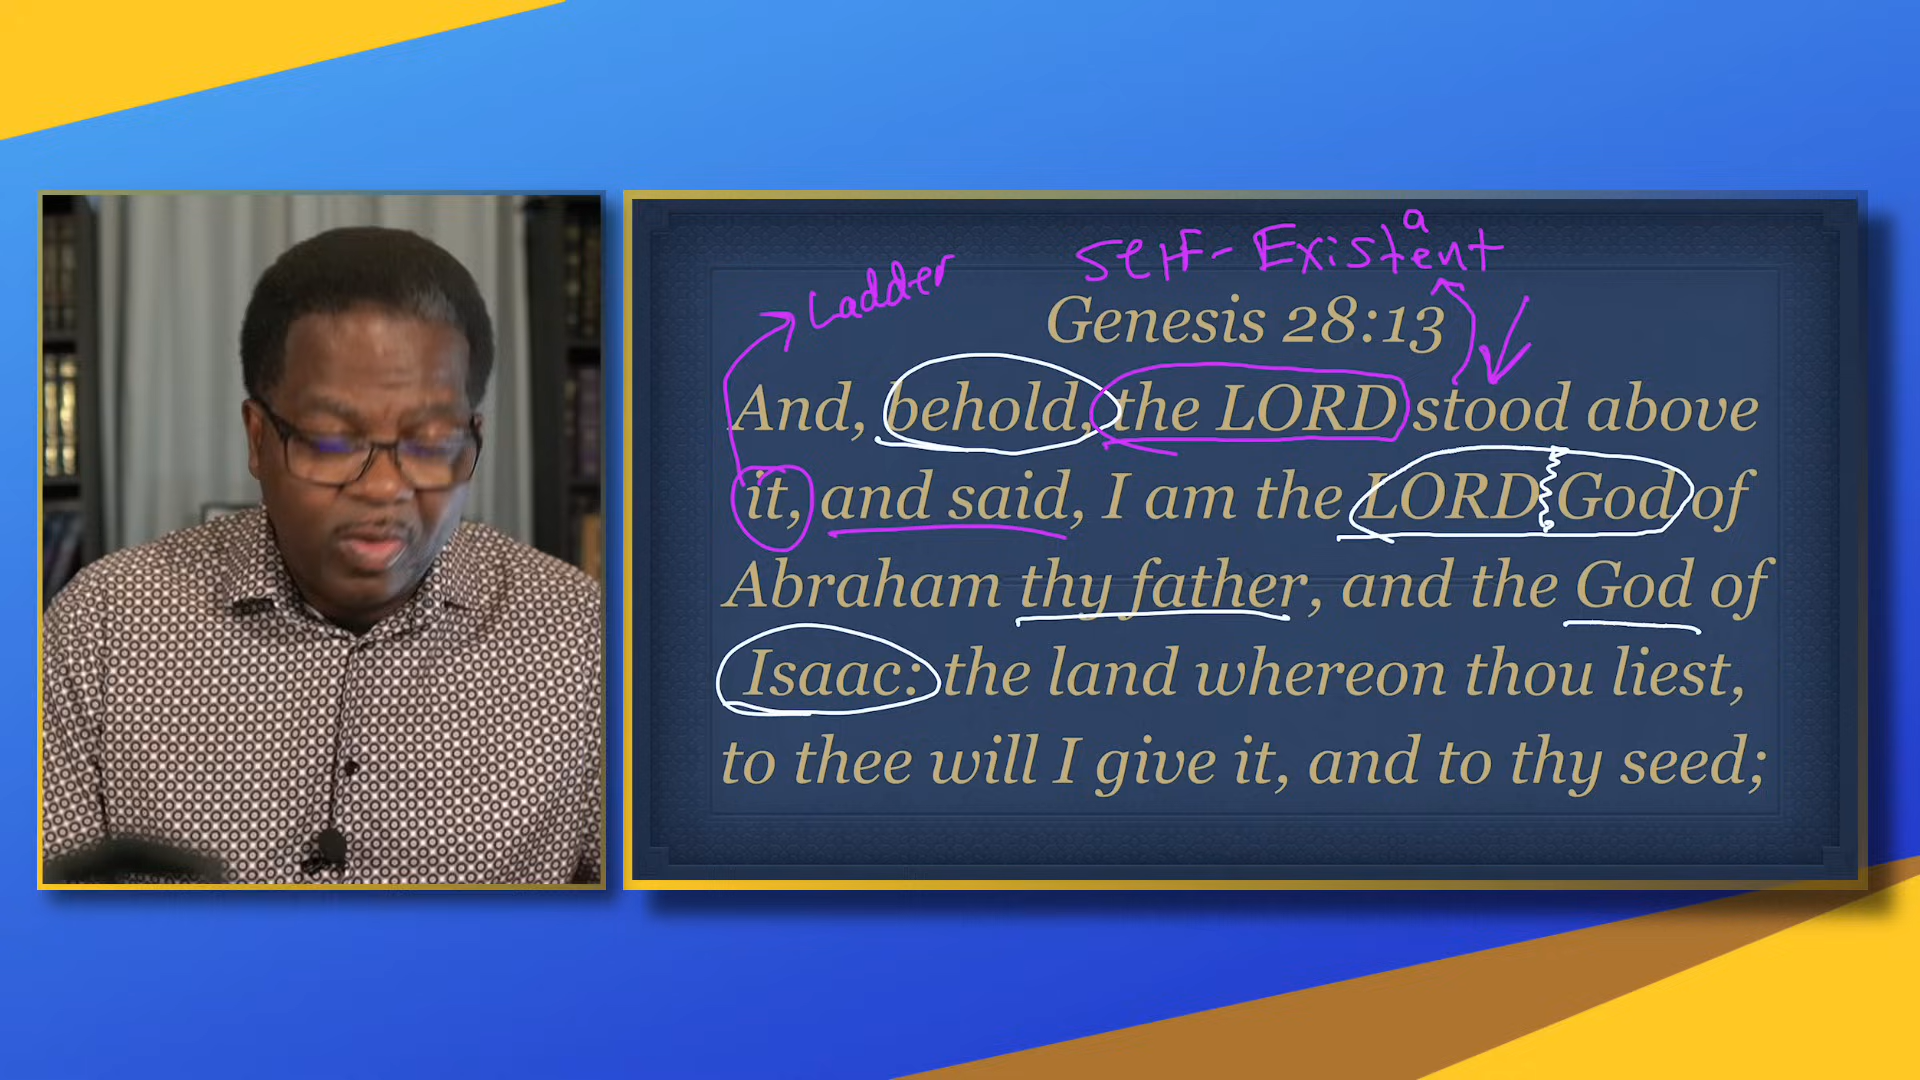 a
Self-Existent
Ladder
Genesis 28:13
And, behold, the LORD stood above
it, and said, I am the LORD God of
Abraham thy father, and the God of
Isaac: the land whereon thou liest,
to thee will I give it, and to thy seed;